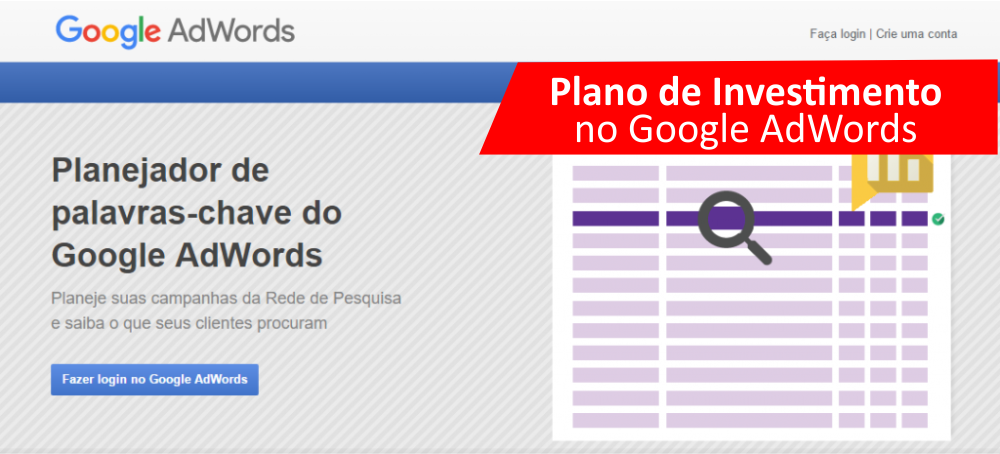 Google AdWords
Faça login | Crie uma conta
Plano de Investimento
no Google AdWords
Planejador de
palavras-chave do
Google AdWords
Planeje suas campanhas da Rede de Pesquisa
e saiba o que seus clientes procuram
Fazer login no Google AdWords